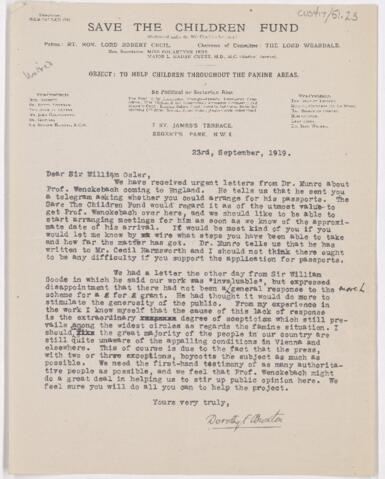 CUS417/51.23
SAVE THE CHILDREN FUND
Patron: RT. HON. LORD ROBERT CECIL. Chairman of Committee: THE LORD WEARDALE.
OBJECT: TO HELP CHILDREN THROUGHOUT THE FAMINE AREAS.
No Political or Sectarian Aims
7 ST. JAMES'S TERRACE,
REGENT'S PARK, N.W. 8
23rd, September, 1919.
Dear Sir William Osler,
We have received urgent letters from Dr. Munro about
Prof. Wenckebach coming to England. He tells us that he sent you
a telegram asking whether you could arrange for his passports. The
Save The Children Fund would regard it as of the utmost value to
get Prof. Wenckebach over here, and we should like to be able to
start arranging meetings for him as soon as we know of the approxi-
mate date of his arrival. It would be most kind of you if you
would let me know by what steps you have been able to take
and how far the matter has got. Dr. Munro tells us that he has
written to Mr. Cecil Harmsworth and I should not think there ought
to be any difficulty if you support the application for passports.
We had a letter the other day from Sir William
Goode in which he said our work was "invaluable", but expressed
disappointment that there had not been a general response to the much
scheme for a £ for £ grant. He had thought it would do more to
stimulate the generosity of the public. From my experience in
the work I know myself that the cause of this lack of response
is the extraordinary degree of scepticism which still pre-
vails among the widest circles as regards the famine situation. I
should the great majority of the people in our country are
still quite unaware of the appalling conditions in Vienna and
elsewhere. This of course is due to the fact that the press,
with two or three exceptions, boycotts the subject as much as
possible. We need the first-hand testimony of as many authorita-
tive people as possible, and we feel that Prof. Wenckebach might
do a great deal in helping us to stir up public opinion here. We
feel sure you will do all you can to help the project.
Yours very truly,
Dorothy F. Buxton